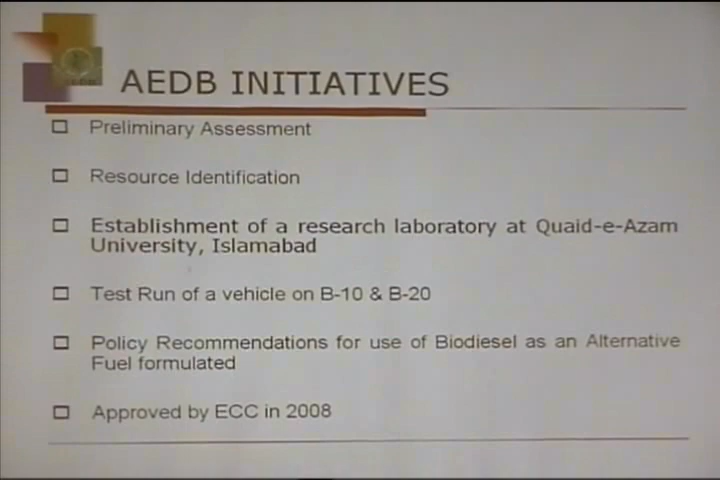 AEDB INITIATIVES
Preliminary Assessment
Resource Identification
Establishment of a research laboratory at Quaid-e-Azam
University, Islamabad
Test Run of a vehicle on B-10 & B-20
Policy Recommendations for use of Biodiesel as an Alternative
Fuel formulated
Approved by ECC in 2008